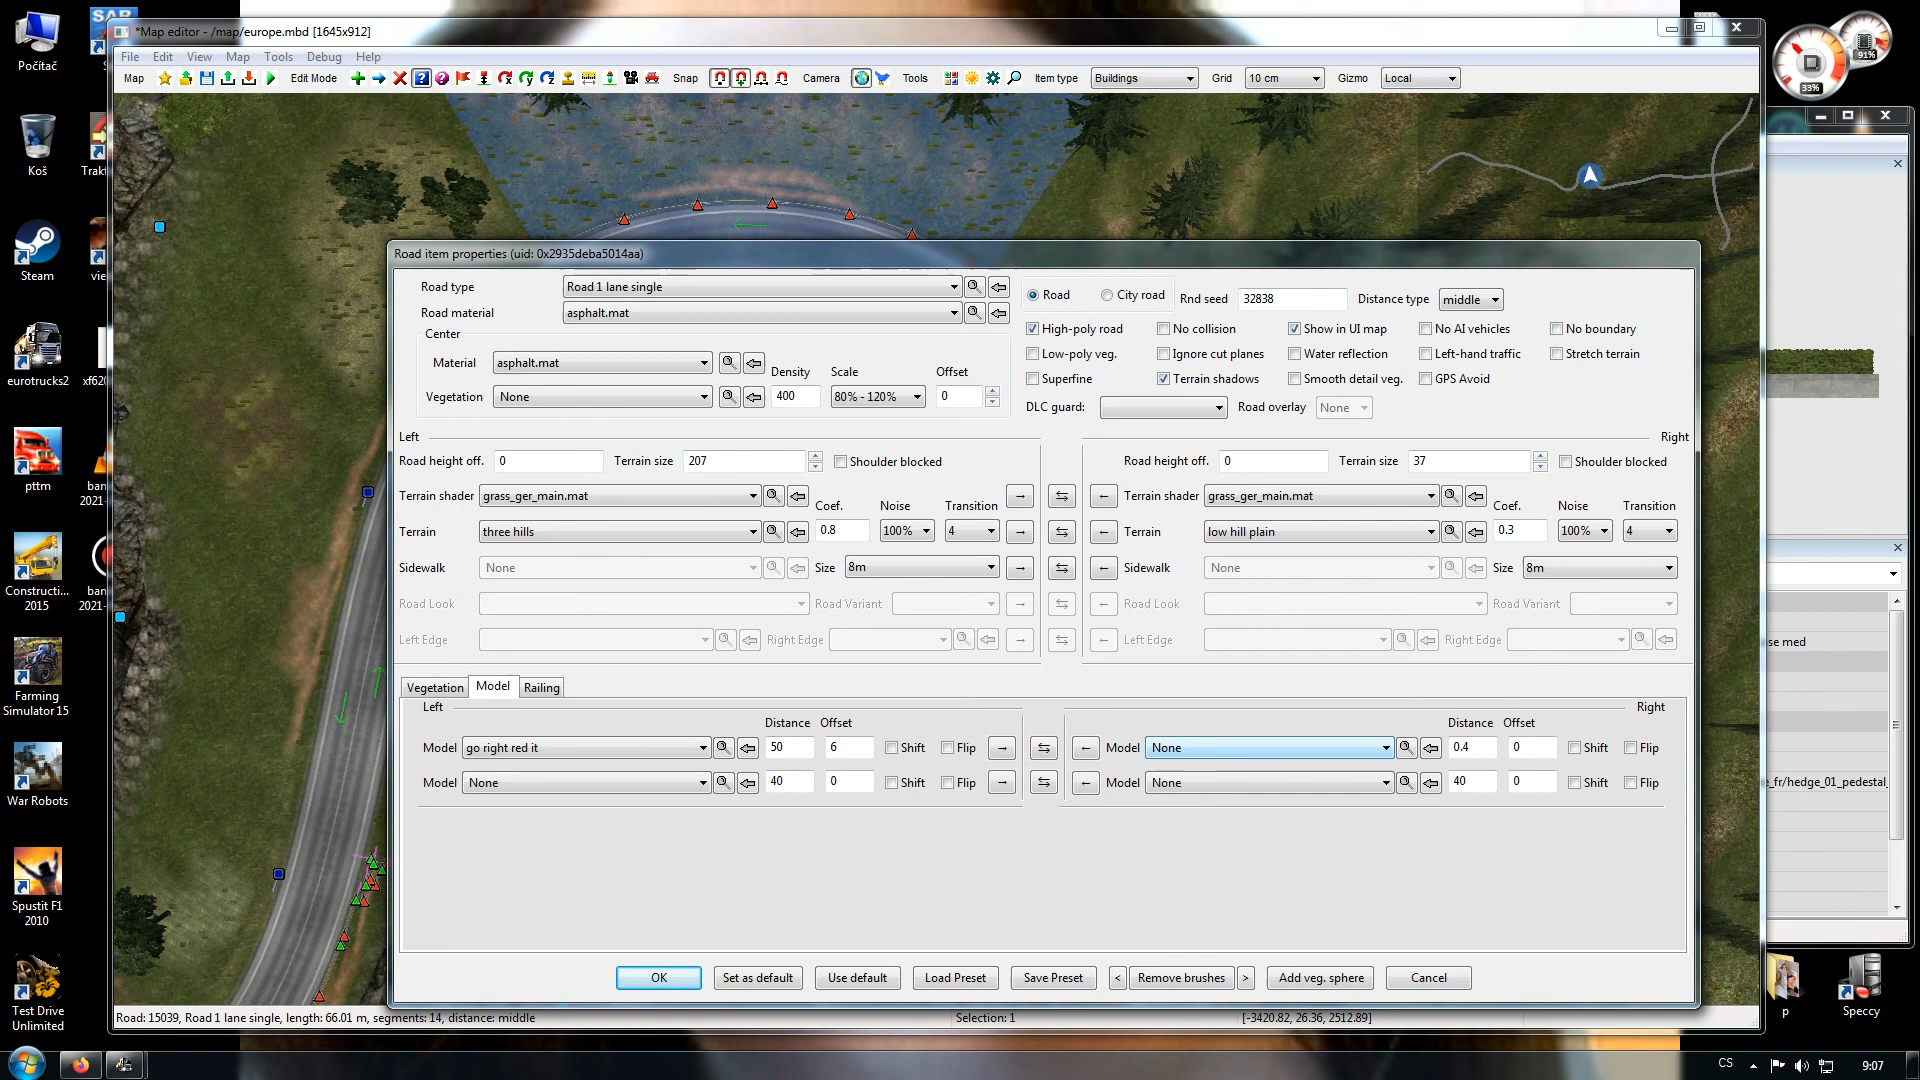 *Map editor - /map/europe.mbd [1645x912]
File Edit View Map Tools Debug Help
Map Edit Mode Snap Camera Tools Item type Buildings Grid 10 cm Gizmo Local
91%
33%
Počítač
Koš
Trakt
Steam
vie
eurotrucks2
xf620
pttm
ban
2021-
Constructi...
2015
ban
2021-
Farming
Simulator 15
War Robots
Spustit F1
2010
Test Drive
Unlimited
Road item properties (uid: 0x2935deba5014aa)
Road type Road 1 lane single
Road material asphalt.mat
Road City road Rnd seed 32838 Distance type middle
High-poly road No collision Show in UI map No AI vehicles No boundary
Low-poly veg. Ignore cut planes Water reflection Left-hand traffic Stretch terrain
Superfine Terrain shadows Smooth detail veg. GPS Avoid
DLC guard: Road overlay None
Center
Material asphalt.mat Density Scale Offset
Vegetation None 400 80% - 120% 0
Left Right
Road height off. 0 Terrain size 207 Shoulder blocked
Terrain shader grass_ger_main.mat Coef. Noise Transition
Terrain three hills 0.8 100% 4
Sidewalk None Size 8m
Road Look Road Variant
Left Edge Right Edge
Road height off. 0 Terrain size 37 Shoulder blocked
Terrain shader grass_ger_main.mat Coef. Noise Transition
Terrain low hill plain 0.3 100% 4
Sidewalk None Size 8m
Road Look Road Variant
Left Edge Right Edge
Vegetation Model Railing
Left Right
Distance Offset Distance Offset
Model go right red it 50 6 Shift Flip Model None 0.4 0 Shift Flip
Model None 40 0 Shift Flip Model None 40 0 Shift Flip
OK Set as default Use default Load Preset Save Preset < Remove brushes > Add veg. sphere Cancel
Road: 15039, Road 1 lane single, length: 66.01 m, segments: 14, distance: middle Selection: 1 [-3420.82, 26.36, 2512.89]
se med
e_fr/hedge_01_pedestal_
p
Speccy
CS 9:07